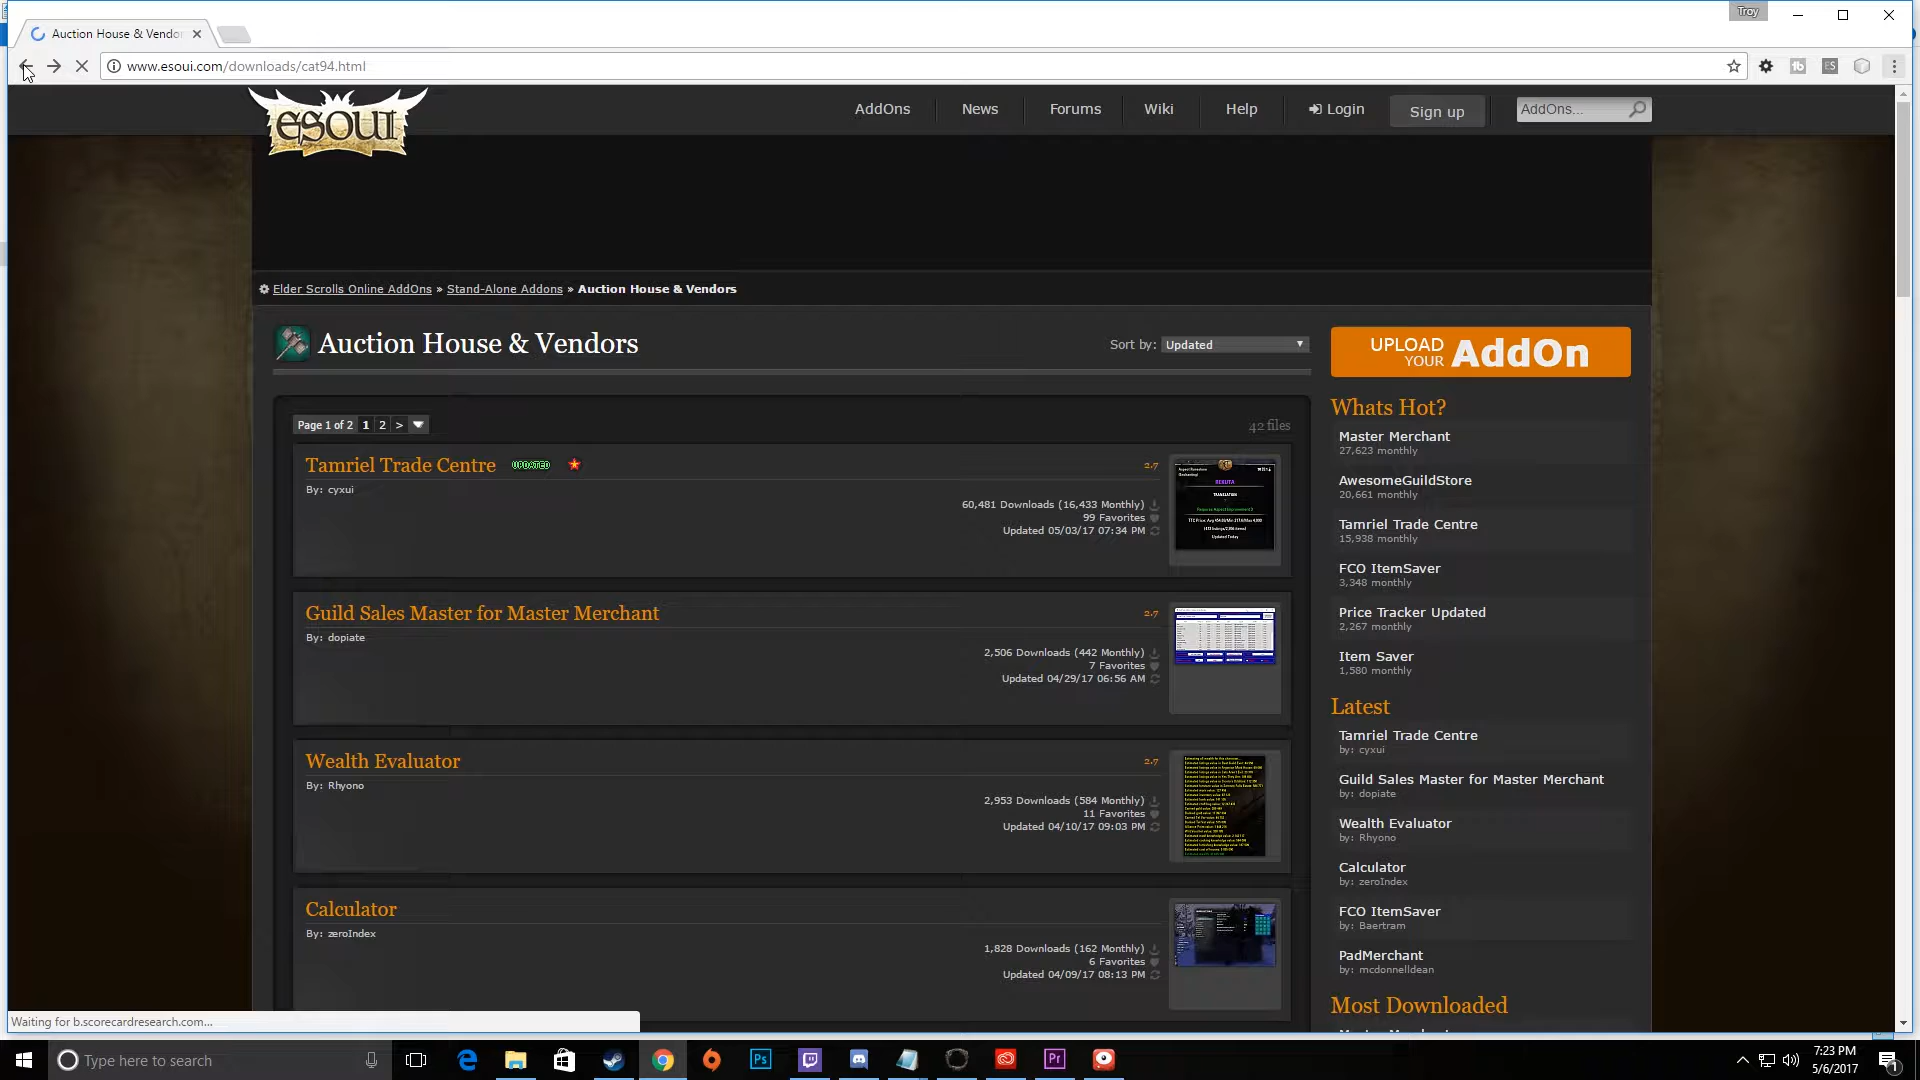 Troy
Auction House & Vendo
www.esoui.com/downloads/cat94.html
ESOUI
AddOns
News
Forums
Wiki
Help
Login
Sign up
AddOns...
Elder Scrolls Online AddOns » Stand-Alone Addons » Auction House & Vendors
Auction House & Vendors
Sort by: Updated
UPLOAD YOUR AddOn
Page 1 of 2 1 2 >
42 files
Tamriel Trade Centre UPDATED
2.7
By: cyxui
60,481 Downloads (16,433 Monthly)
99 Favorites
Updated 05/03/17 07:34 PM
Guild Sales Master for Master Merchant
2.7
By: dopiate
2,506 Downloads (442 Monthly)
7 Favorites
Updated 04/29/17 06:56 AM
Wealth Evaluator
2.7
By: Rhyono
2,953 Downloads (584 Monthly)
11 Favorites
Updated 04/10/17 09:03 PM
Calculator
By: zeroIndex
1,828 Downloads (162 Monthly)
6 Favorites
Updated 04/09/17 08:13 PM
Whats Hot?
Master Merchant
27,623 monthly
AwesomeGuildStore
20,661 monthly
Tamriel Trade Centre
15,938 monthly
FCO ItemSaver
3,348 monthly
Price Tracker Updated
2,267 monthly
Item Saver
1,580 monthly
Latest
Tamriel Trade Centre
by: cyxui
Guild Sales Master for Master Merchant
by: dopiate
Wealth Evaluator
by: Rhyono
Calculator
by: zeroIndex
FCO ItemSaver
by: Baertram
PadMerchant
by: mcdonnelldean
Most Downloaded
Waiting for b.scorecardresearch.com...
Type here to search
Ps
Pr
7:23 PM
5/6/2017
1